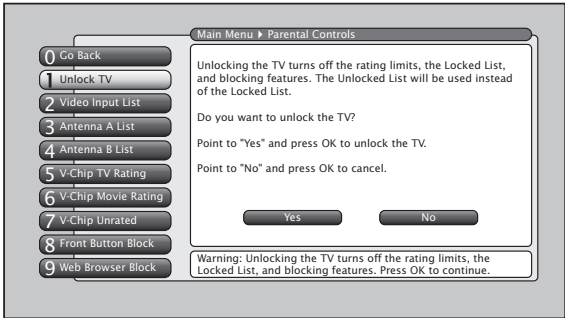 Main Menu ▶ Parental Controls
0 Go Back
1 Unlock TV
2 Video Input List
3 Antenna A List
4 Antenna B List
5 V-Chip TV Rating
6 V-Chip Movie Rating
7 V-Chip Unrated
8 Front Button Block
9 Web Browser Block
Unlocking the TV turns off the rating limits, the Locked List,
and blocking features. The Unlocked List will be used instead
of the Locked List.
Do you want to unlock the TV?
Point to "Yes" and press OK to unlock the TV.
Point to "No" and press OK to cancel.
Yes
No
Warning: Unlocking the TV turns off the rating limits, the
Locked List, and blocking features. Press OK to continue.